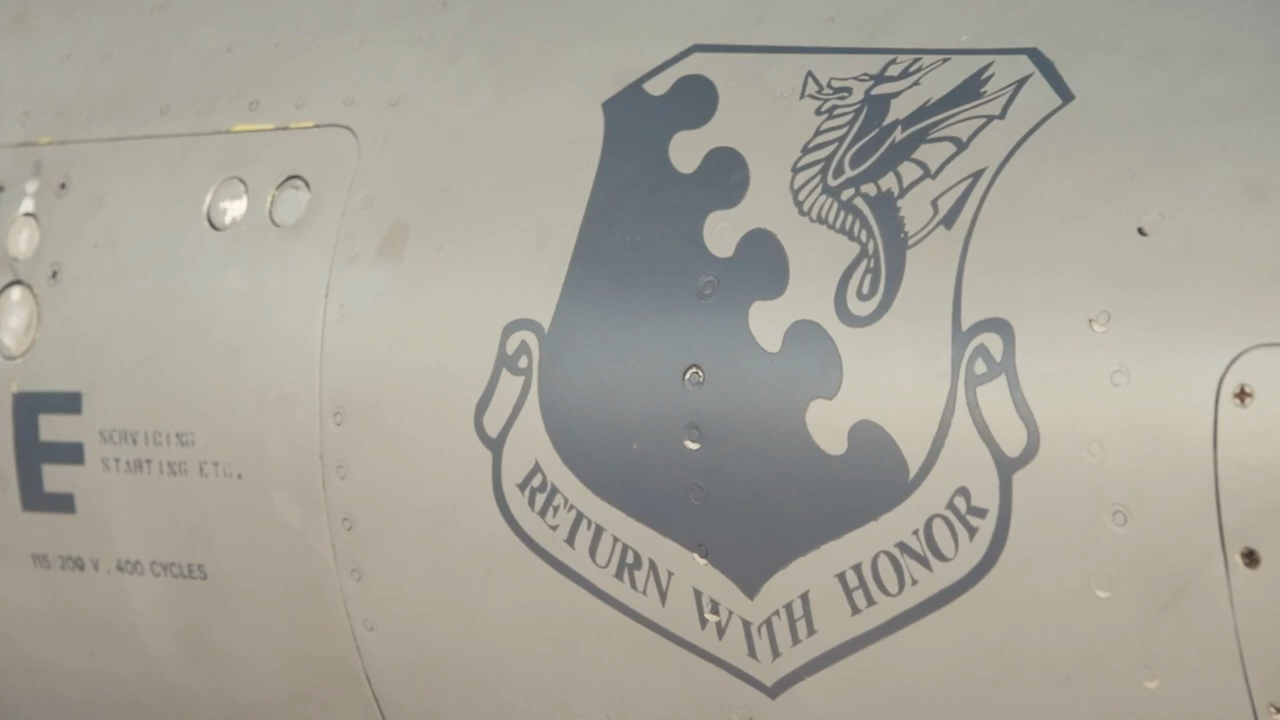 E
SERVICING
STARTING ETC.
115/200 V , 400 CYCLES
RETURN WITH HONOR